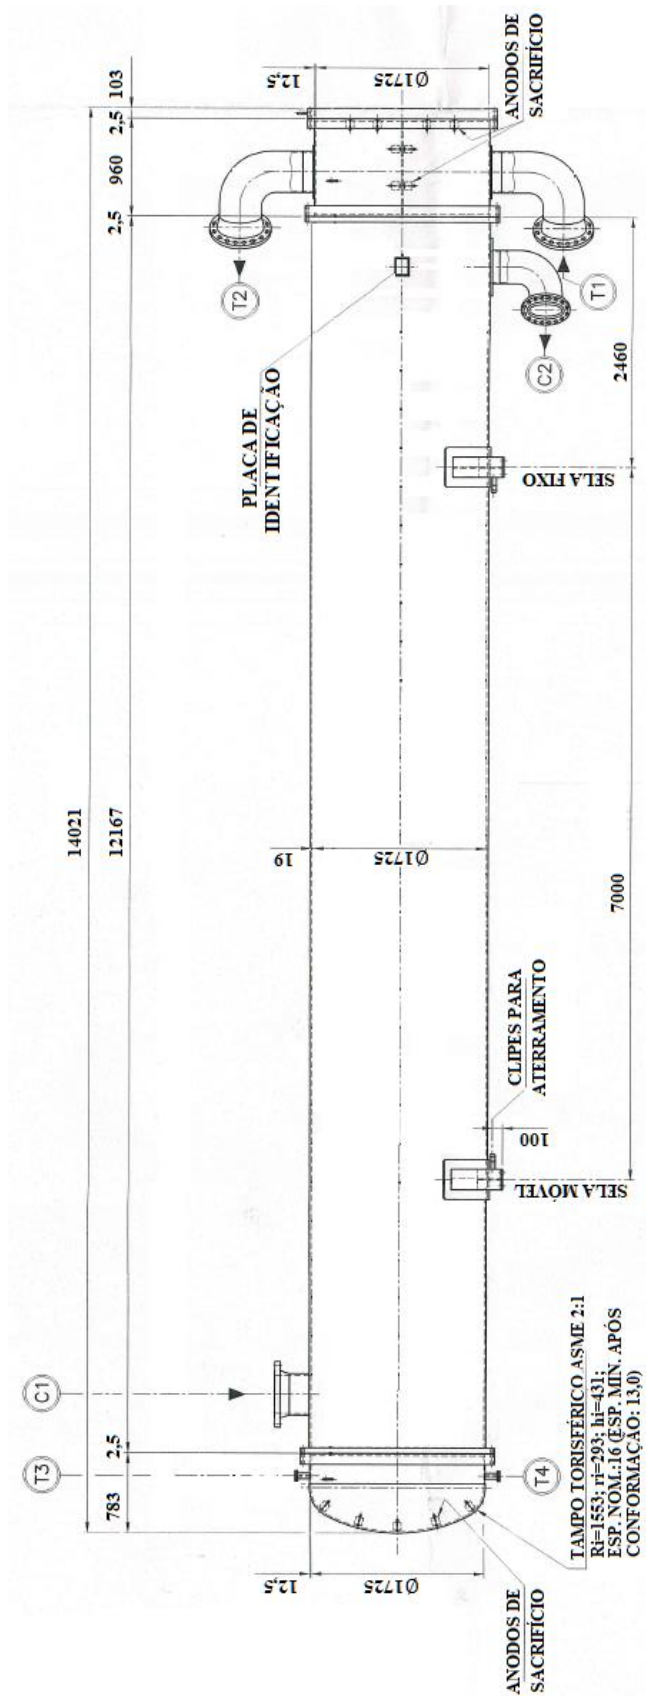 103
2,5
960
2,5
12,5
Ø1725
ANODOS DE
SACRIFÍCIO
T2
T1
C2
PLACA DE
IDENTIFICAÇÃO
2460
SELA FIXO
14021
12167
19
Ø1725
7000
CLIPES PARA
ATERRAMENTO
100
SELA MÓVEL
C1
T3
2,5
783
T4
TAMPO TORISFÉRICO ASME 2:1
Ri=1553; ri=293; hi=431;
ESP. NOM.:16 (ESP. MIN. APÓS
CONFORMAÇÃO: 13,0)
12,5
Ø1725
ANODOS DE
SACRIFÍCIO